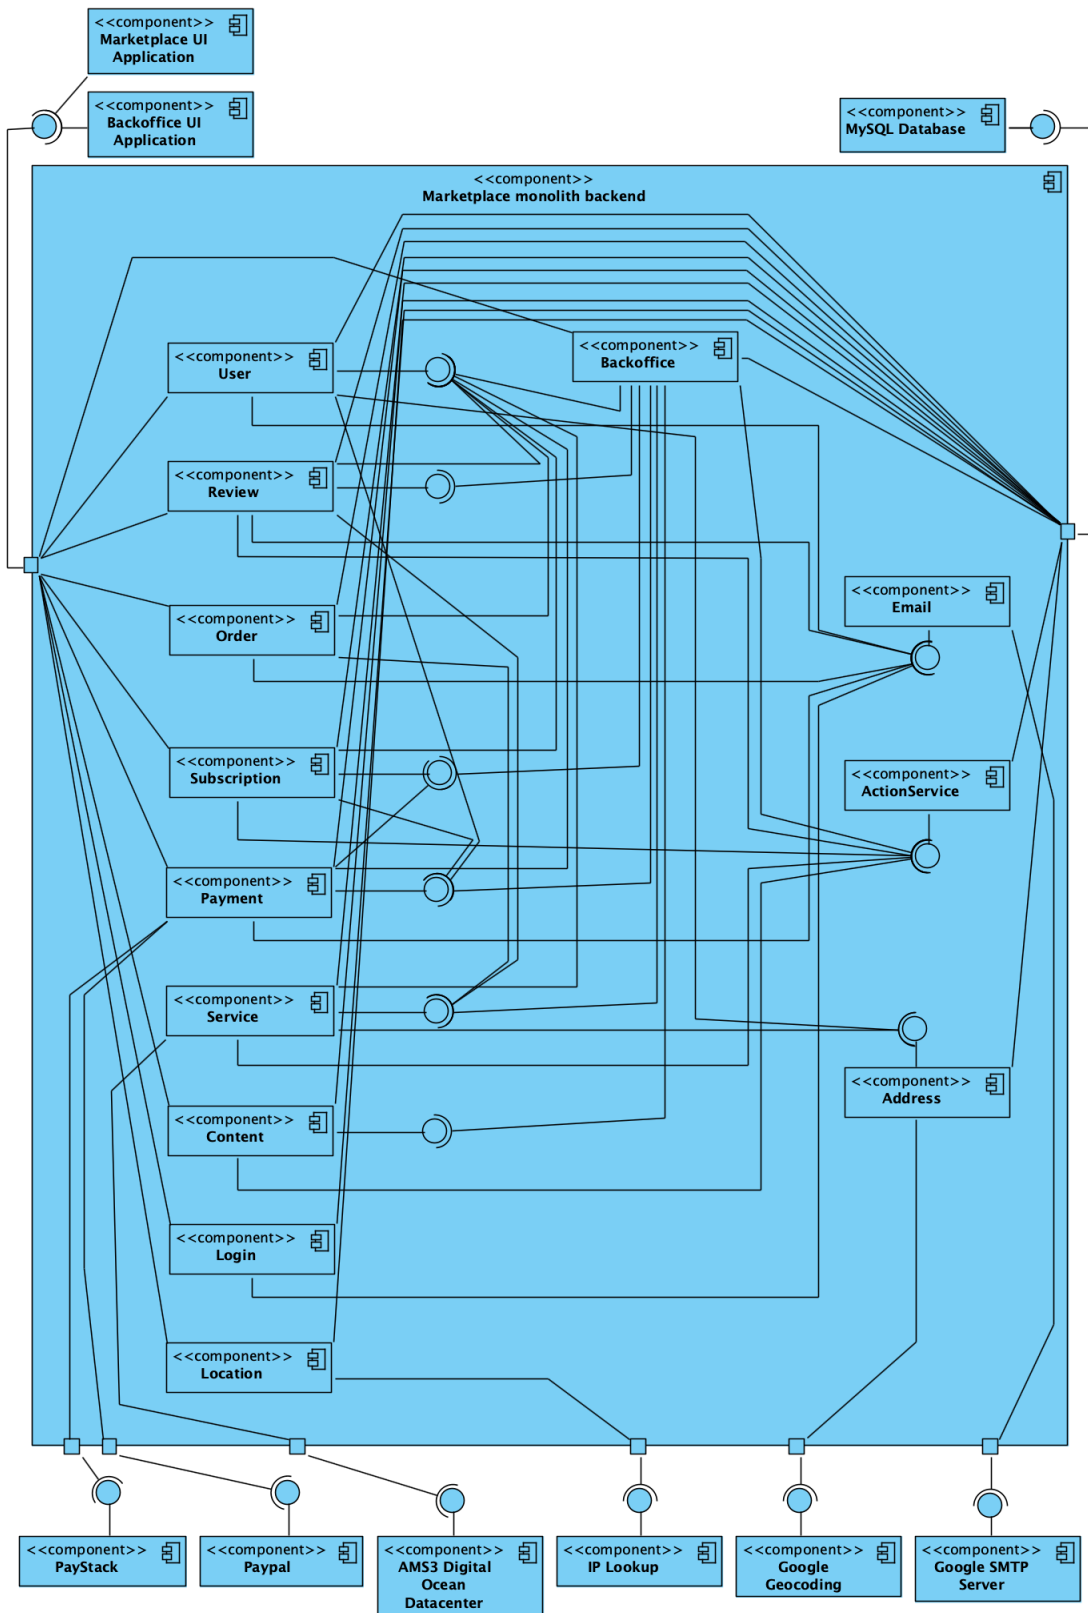 <<component>>
Marketplace UI
Application
<<component>>
Backoffice UI
Application
<<component>>
MySQL Database
<<component>>
Marketplace monolith backend
<<component>>
User
<<component>>
Backoffice
<<component>>
Review
<<component>>
Order
<<component>>
Email
<<component>>
Subscription
<<component>>
ActionService
<<component>>
Payment
<<component>>
Service
<<component>>
Address
<<component>>
Content
<<component>>
Login
<<component>>
Location
<<component>>
PayStack
<<component>>
Paypal
<<component>>
AMS3 Digital
Ocean
Datacenter
<<component>>
IP Lookup
<<component>>
Google
Geocoding
<<component>>
Google SMTP
Server